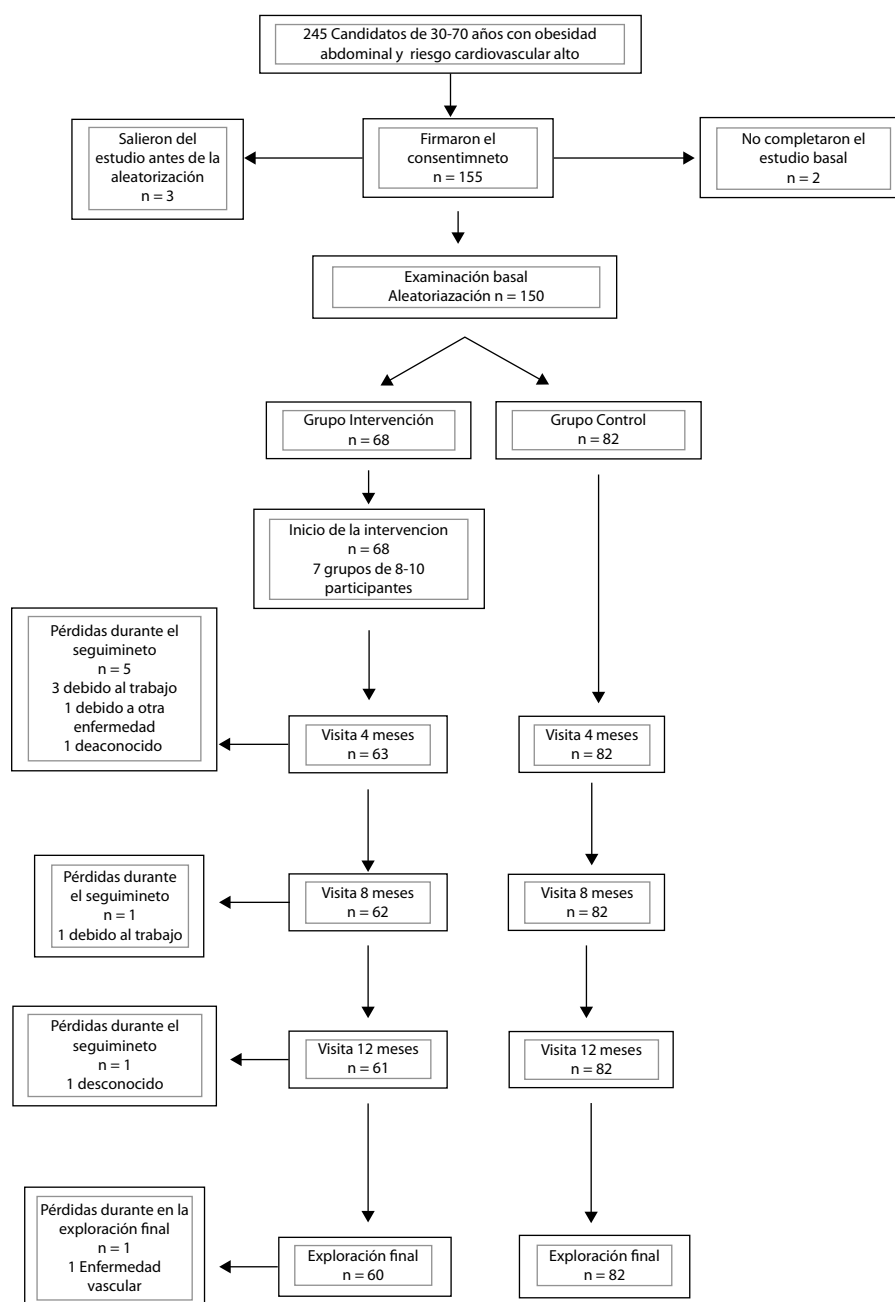 245 Candidatos de 30-70 años con obesidad
abdominal y riesgo cardiovascular alto
Salieron del
estudio antes de la
aleatorización
n = 3
Firmaron el
consentimneto
n = 155
No completaron el
estudio basal
n = 2
Examinación basal
Aleatoriazación n = 150
Grupo Intervención
n = 68
Grupo Control
n = 82
Inicio de la intervencion
n = 68
7 grupos de 8-10
participantes
Pérdidas durante el
seguimineto
n = 5
3 debido al trabajo
1 debido a otra
enfermedad
1 deaconocido
Visita 4 meses
n = 63
Visita 4 meses
n = 82
Pérdidas durante
el seguimineto
n = 1
1 debido al trabajo
Visita 8 meses
n = 62
Visita 8 meses
n = 82
Pérdidas durante el
seguimineto
n = 1
1 desconocido
Visita 12 meses
n = 61
Visita 12 meses
n = 82
Pérdidas durante en la
exploración final
n = 1
1 Enfermedad
vascular
Exploración final
n = 60
Exploración final
n = 82